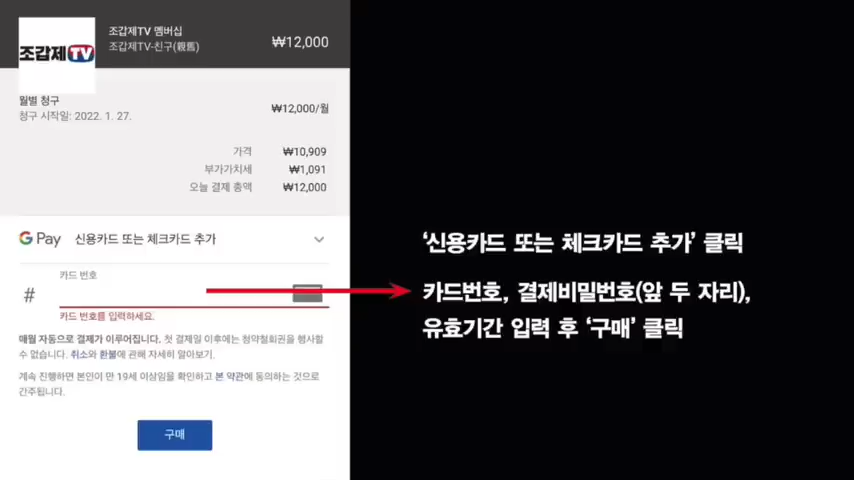 조갑제TV
조갑제TV 멤버십
조갑제TV-친구(親舊)
₩12,000
월별 청구
청구 시작일: 2022. 1. 27.
₩12,000/월
가격 ₩10,909
부가가치세 ₩1,091
오늘 결제 총액 ₩12,000
G Pay 신용카드 또는 체크카드 추가
카드 번호
#
카드 번호를 입력하세요.
매월 자동으로 결제가 이루어집니다. 첫 결제일 이후에는 청약철회권을 행사할
수 없습니다. 취소와 환불에 관해 자세히 알아보기.
계속 진행하면 본인이 만 19세 이상임을 확인하고 본 약관에 동의하는 것으로
간주됩니다.
구매
‘신용카드 또는 체크카드 추가’ 클릭
카드번호, 결제비밀번호(앞 두 자리),
유효기간 입력 후 ‘구매’ 클릭